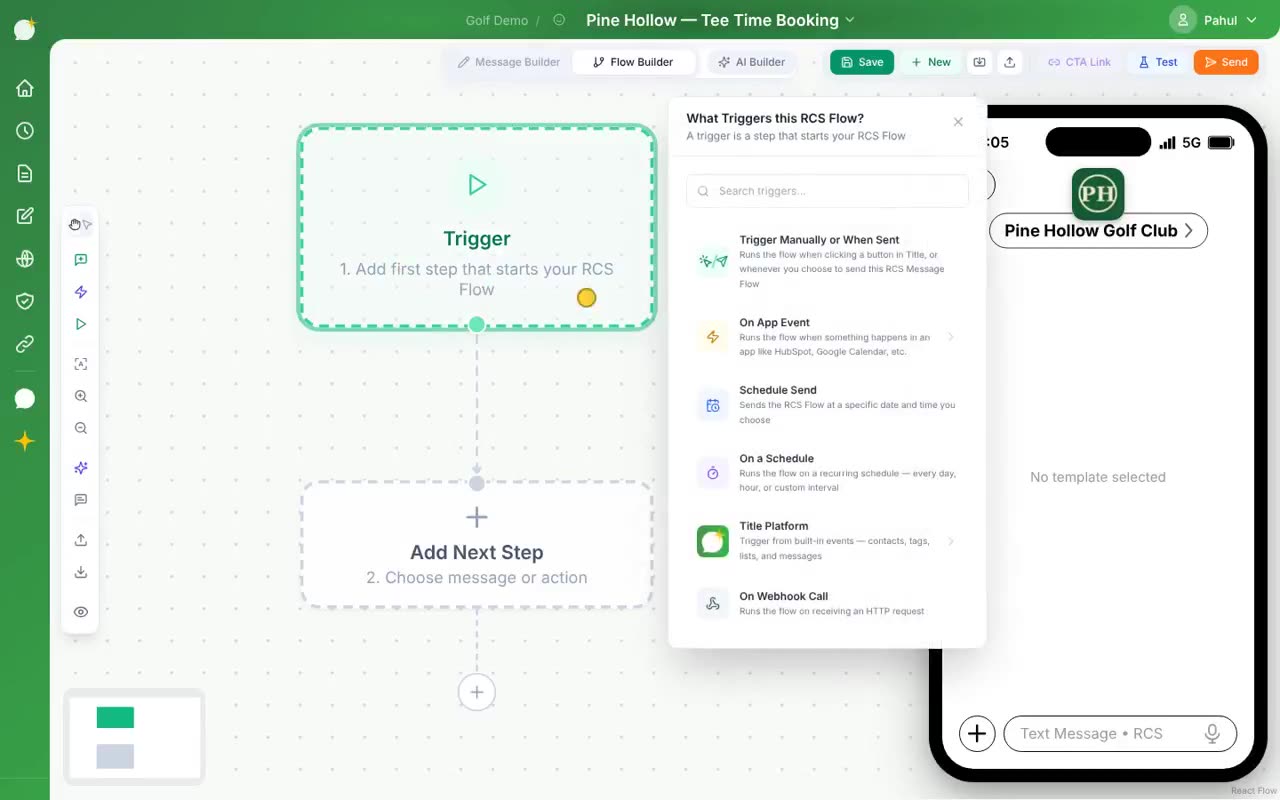 Golf Demo /
Pine Hollow — Tee Time Booking
Pahul
Message Builder
Flow Builder
AI Builder
Save
New
CTA Link
Test
Send
Trigger
1. Add first step that starts your RCS
Flow
Add Next Step
2. Choose message or action
What Triggers this RCS Flow?
A trigger is a step that starts your RCS Flow
Search triggers...
Trigger Manually or When Sent
Runs the flow when clicking a button in Title, or
whenever you choose to send this RCS Message
Flow
On App Event
Runs the flow when something happens in an
app like HubSpot, Google Calendar, etc.
Schedule Send
Sends the RCS Flow at a specific date and time you
choose
On a Schedule
Runs the flow on a recurring schedule — every day,
hour, or custom interval
Title Platform
Trigger from built-in events — contacts, tags,
lists, and messages
On Webhook Call
Runs the flow on receiving an HTTP request
:05
5G
PH
Pine Hollow Golf Club
No template selected
Text Message • RCS
React Flow